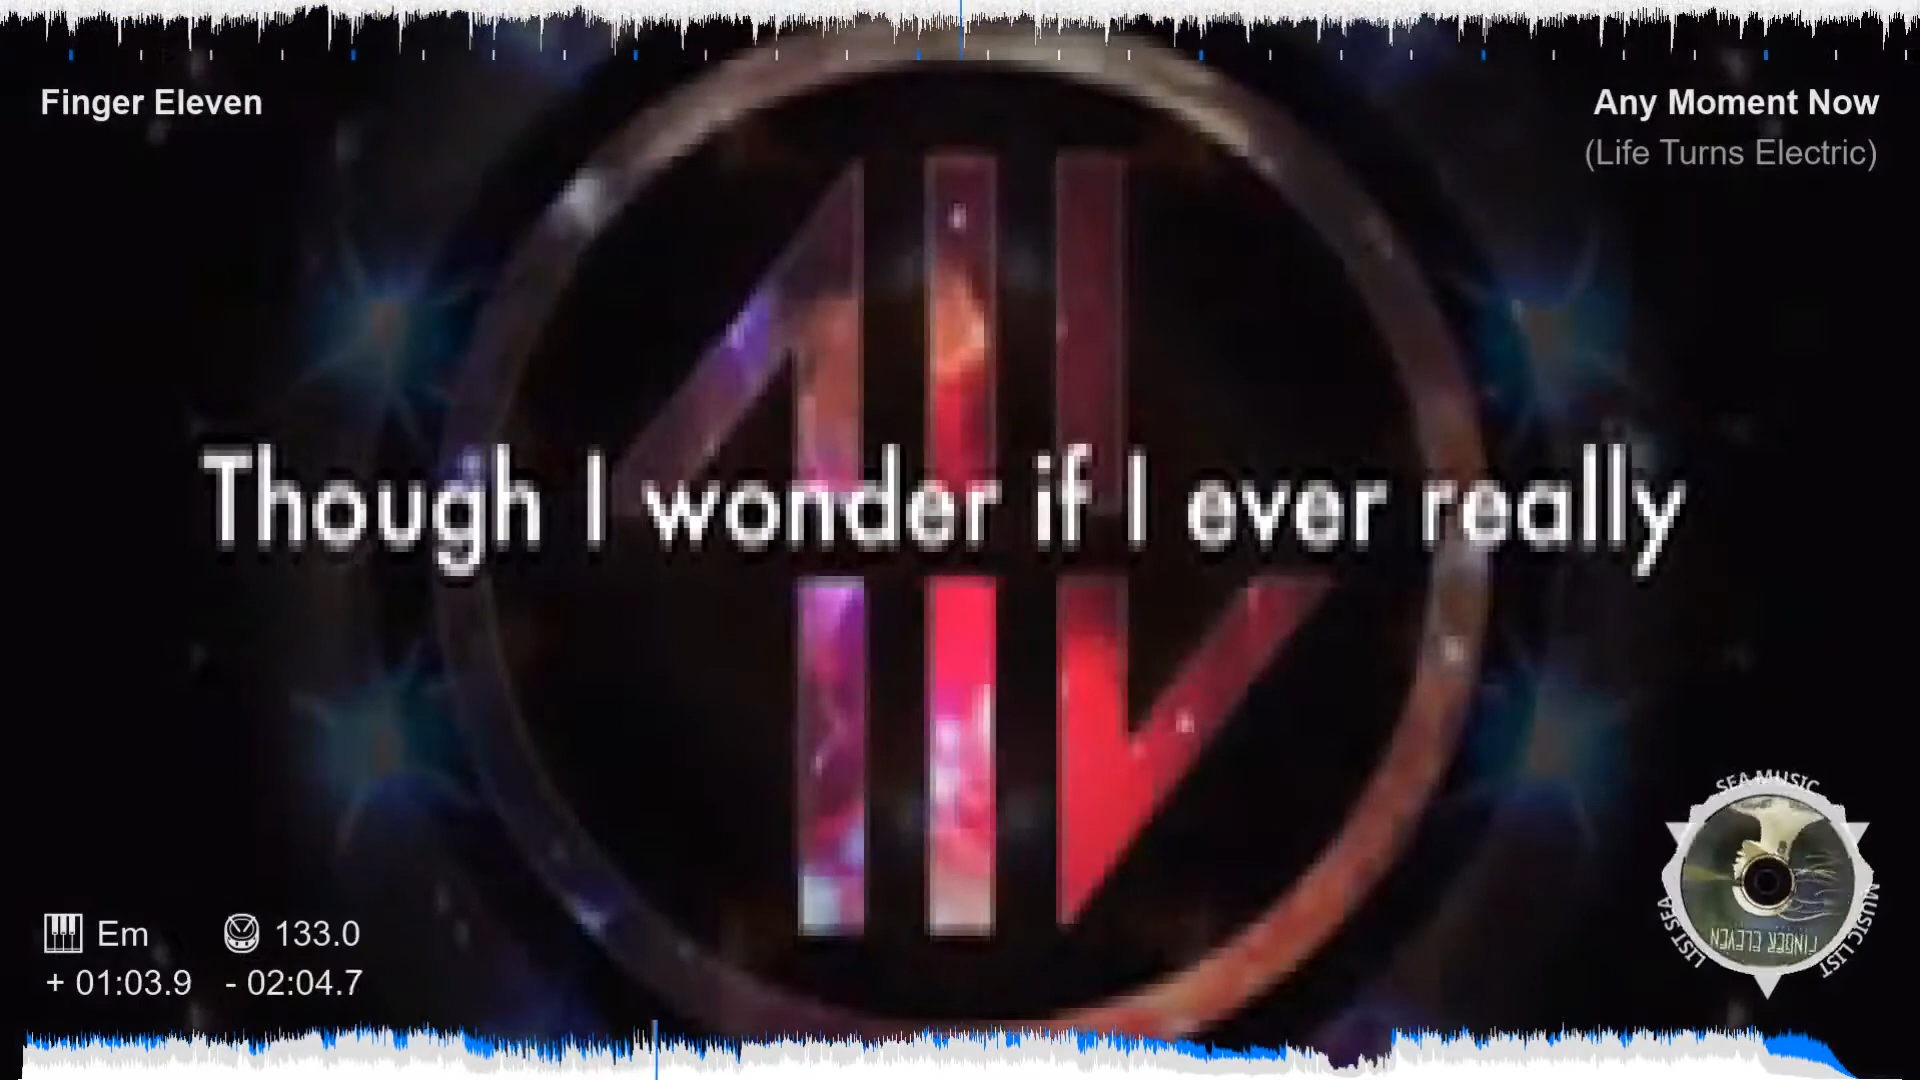 Finger Eleven
Any Moment Now
(Life Turns Electric)
Though I wonder if I ever really
Em
133.0
+ 01:03.9
- 02:04.7
SEA MUSIC
MUSIC LIST
LIST SEA
FINGER ELEVEN